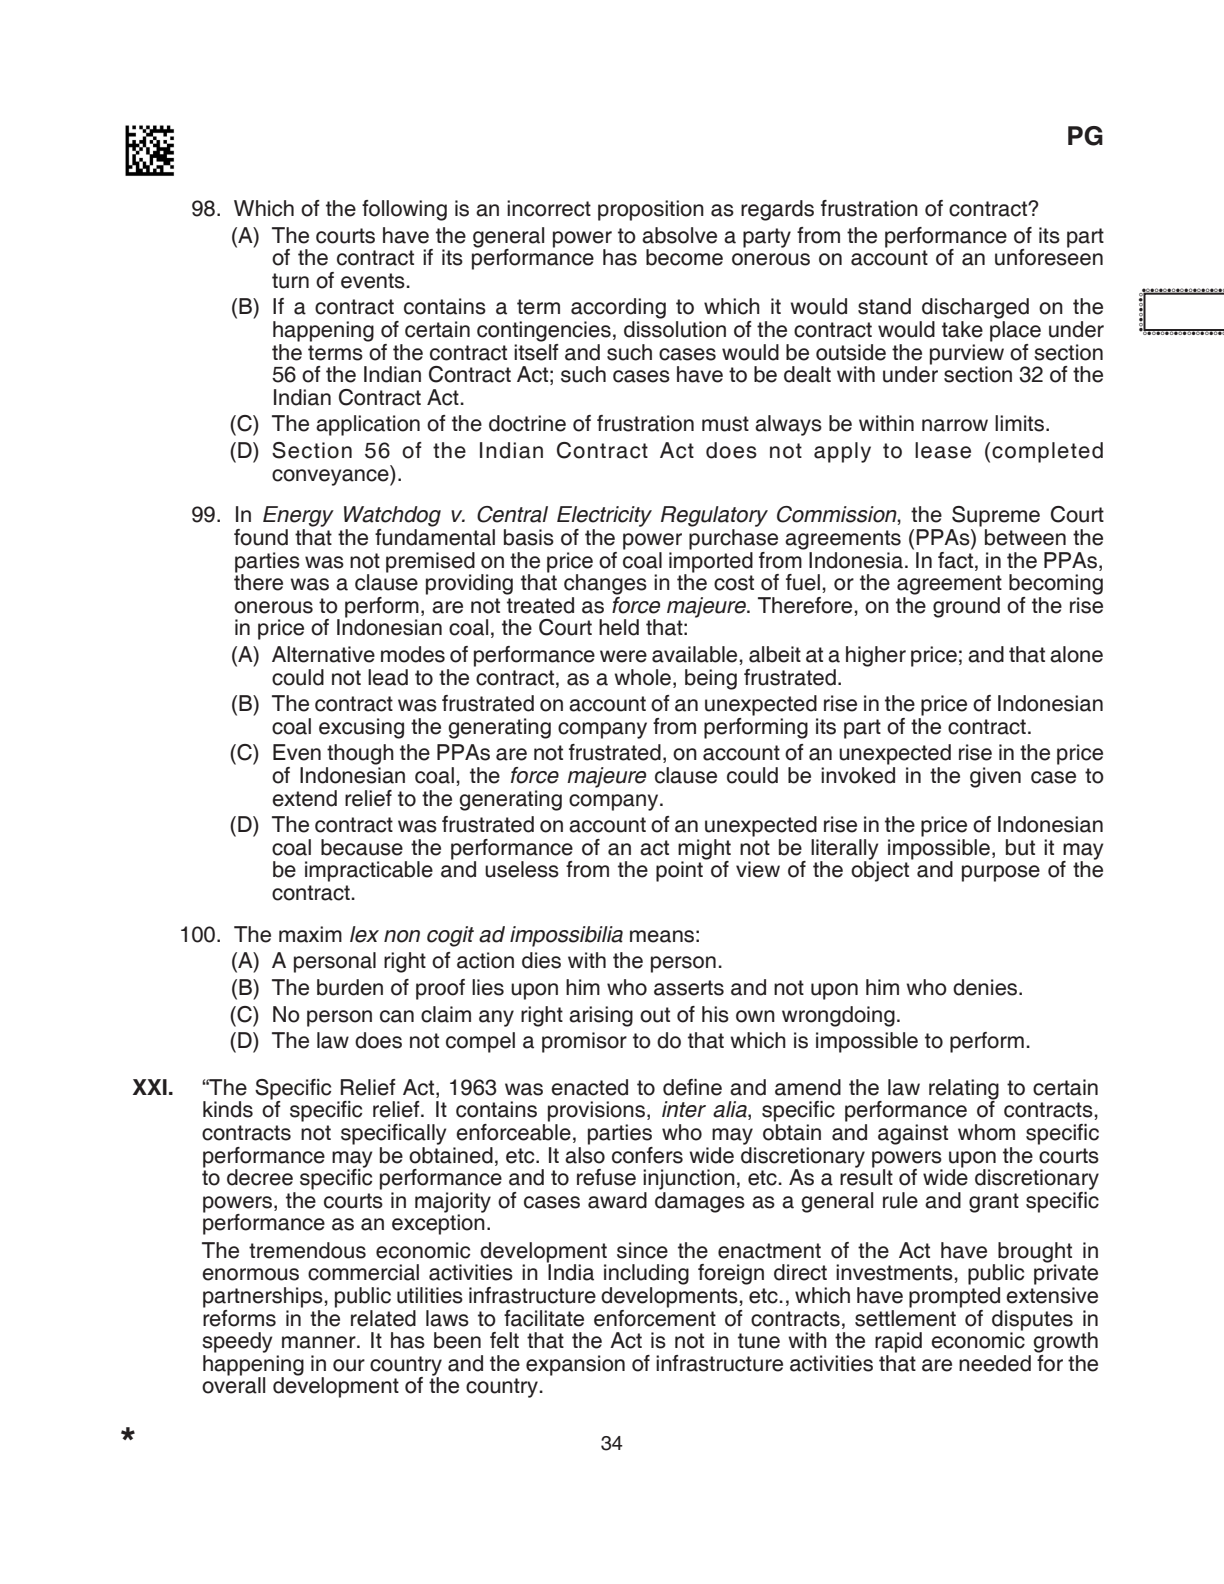 PG
98. Which of the following is an incorrect proposition as regards frustration of contract?
(A) The courts have the general power to absolve a party from the performance of its part
of the contract if its performance has become onerous on account of an unforeseen
turn of events.
(B) If a contract contains a term according to which it would stand discharged on the
happening of certain contingencies, dissolution of the contract would take place under
the terms of the contract itself and such cases would be outside the purview of section
56 of the Indian Contract Act; such cases have to be dealt with under section 32 of the
Indian Contract Act.
(C) The application of the doctrine of frustration must always be within narrow limits.
(D) Section 56 of the Indian Contract Act does not apply to lease (completed
conveyance).
99. In Energy Watchdog v. Central Electricity Regulatory Commission, the Supreme Court
found that the fundamental basis of the power purchase agreements (PPAs) between the
parties was not premised on the price of coal imported from Indonesia. In fact, in the PPAs,
there was a clause providing that changes in the cost of fuel, or the agreement becoming
onerous to perform, are not treated as force majeure. Therefore, on the ground of the rise
in price of Indonesian coal, the Court held that:
(A) Alternative modes of performance were available, albeit at a higher price; and that alone
could not lead to the contract, as a whole, being frustrated.
(B) The contract was frustrated on account of an unexpected rise in the price of Indonesian
coal excusing the generating company from performing its part of the contract.
(C) Even though the PPAs are not frustrated, on account of an unexpected rise in the price
of Indonesian coal, the force majeure clause could be invoked in the given case to
extend relief to the generating company.
(D) The contract was frustrated on account of an unexpected rise in the price of Indonesian
coal because the performance of an act might not be literally impossible, but it may
be impracticable and useless from the point of view of the object and purpose of the
contract.
100. The maxim lex non cogit ad impossibilia means:
(A) A personal right of action dies with the person.
(B) The burden of proof lies upon him who asserts and not upon him who denies.
(C) No person can claim any right arising out of his own wrongdoing.
(D) The law does not compel a promisor to do that which is impossible to perform.
XXI. “The Specific Relief Act, 1963 was enacted to define and amend the law relating to certain
kinds of specific relief. It contains provisions, inter alia, specific performance of contracts,
contracts not specifically enforceable, parties who may obtain and against whom specific
performance may be obtained, etc. It also confers wide discretionary powers upon the courts
to decree specific performance and to refuse injunction, etc. As a result of wide discretionary
powers, the courts in majority of cases award damages as a general rule and grant specific
performance as an exception.
The tremendous economic development since the enactment of the Act have brought in
enormous commercial activities in India including foreign direct investments, public private
partnerships, public utilities infrastructure developments, etc., which have prompted extensive
reforms in the related laws to facilitate enforcement of contracts, settlement of disputes in
speedy manner. It has been felt that the Act is not in tune with the rapid economic growth
happening in our country and the expansion of infrastructure activities that are needed for the
overall development of the country.
* 34